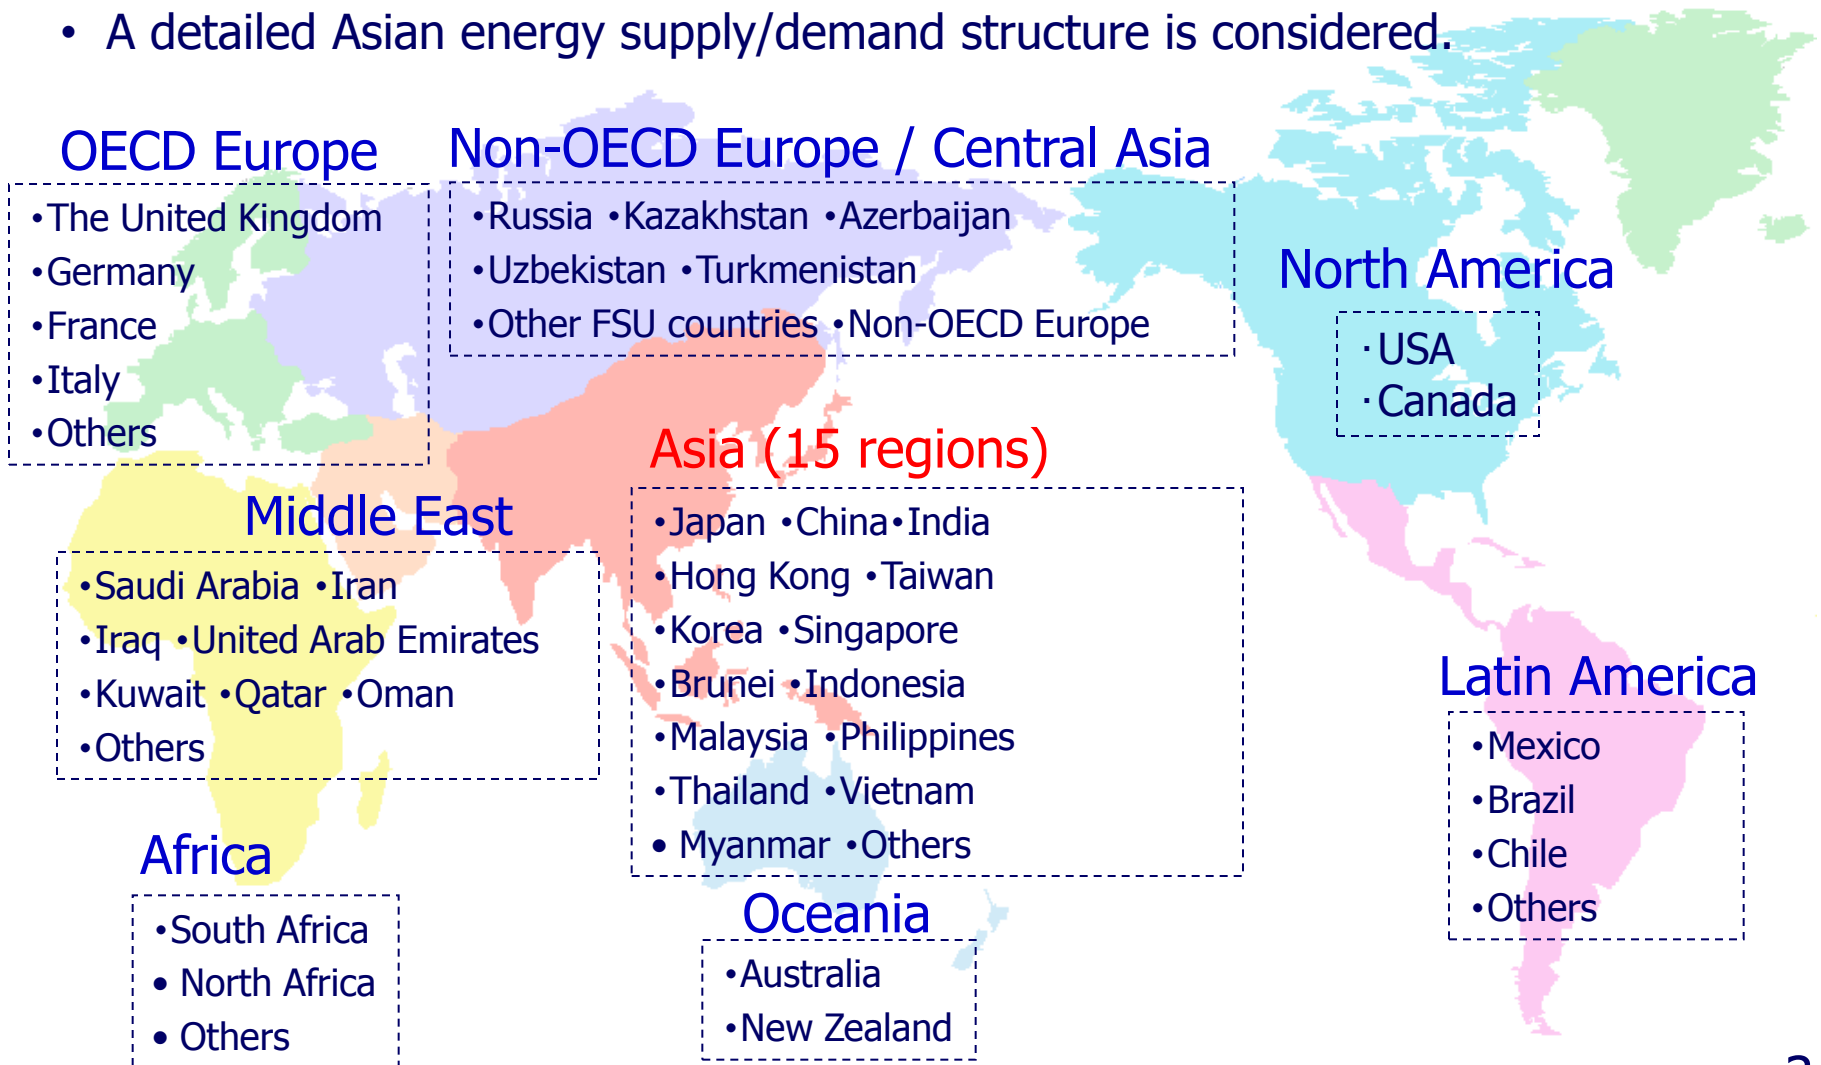 • A detailed Asian energy supply/demand structure is considered.
OECD Europe
•The United Kingdom
•Germany
•France
•Italy
•Others
Non-OECD Europe / Central Asia
•Russia •Kazakhstan •Azerbaijan
•Uzbekistan •Turkmenistan
•Other FSU countries •Non-OECD Europe
North America
·USA
·Canada
Asia (15 regions)
•Japan •China•India
•Hong Kong •Taiwan
•Korea •Singapore
•Brunei •Indonesia
•Malaysia •Philippines
•Thailand •Vietnam
• Myanmar •Others
Middle East
•Saudi Arabia •Iran
•Iraq •United Arab Emirates
•Kuwait •Qatar •Oman
•Others
Latin America
•Mexico
•Brazil
•Chile
•Others
Africa
•South Africa
• North Africa
• Others
Oceania
•Australia
•New Zealand